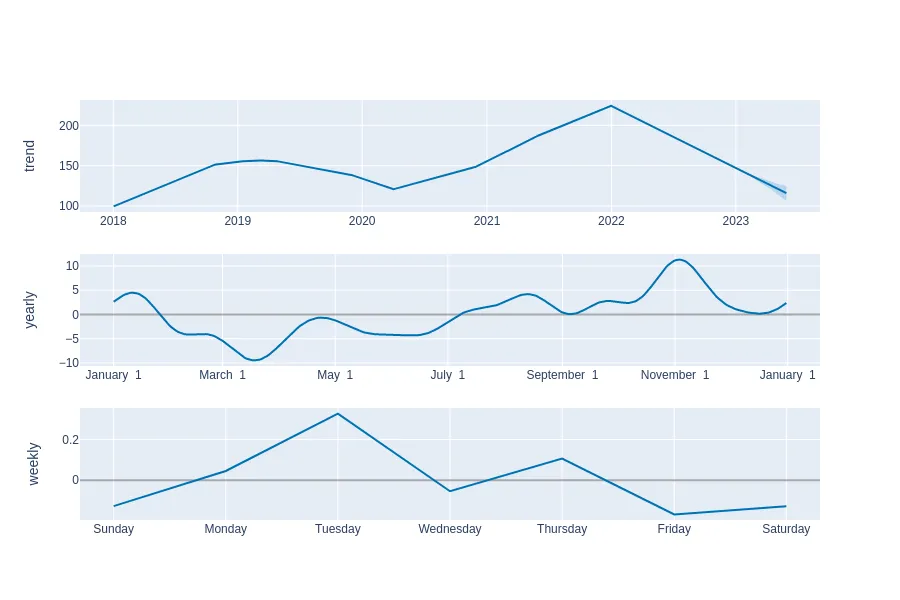 trend
200
150
100
2018 2019 2020 2021 2022 2023
yearly
10
5
0
−5
−10
January 1 March 1 May 1 July 1 September 1 November 1 January 1
weekly
0.2
0
Sunday Monday Tuesday Wednesday Thursday Friday Saturday